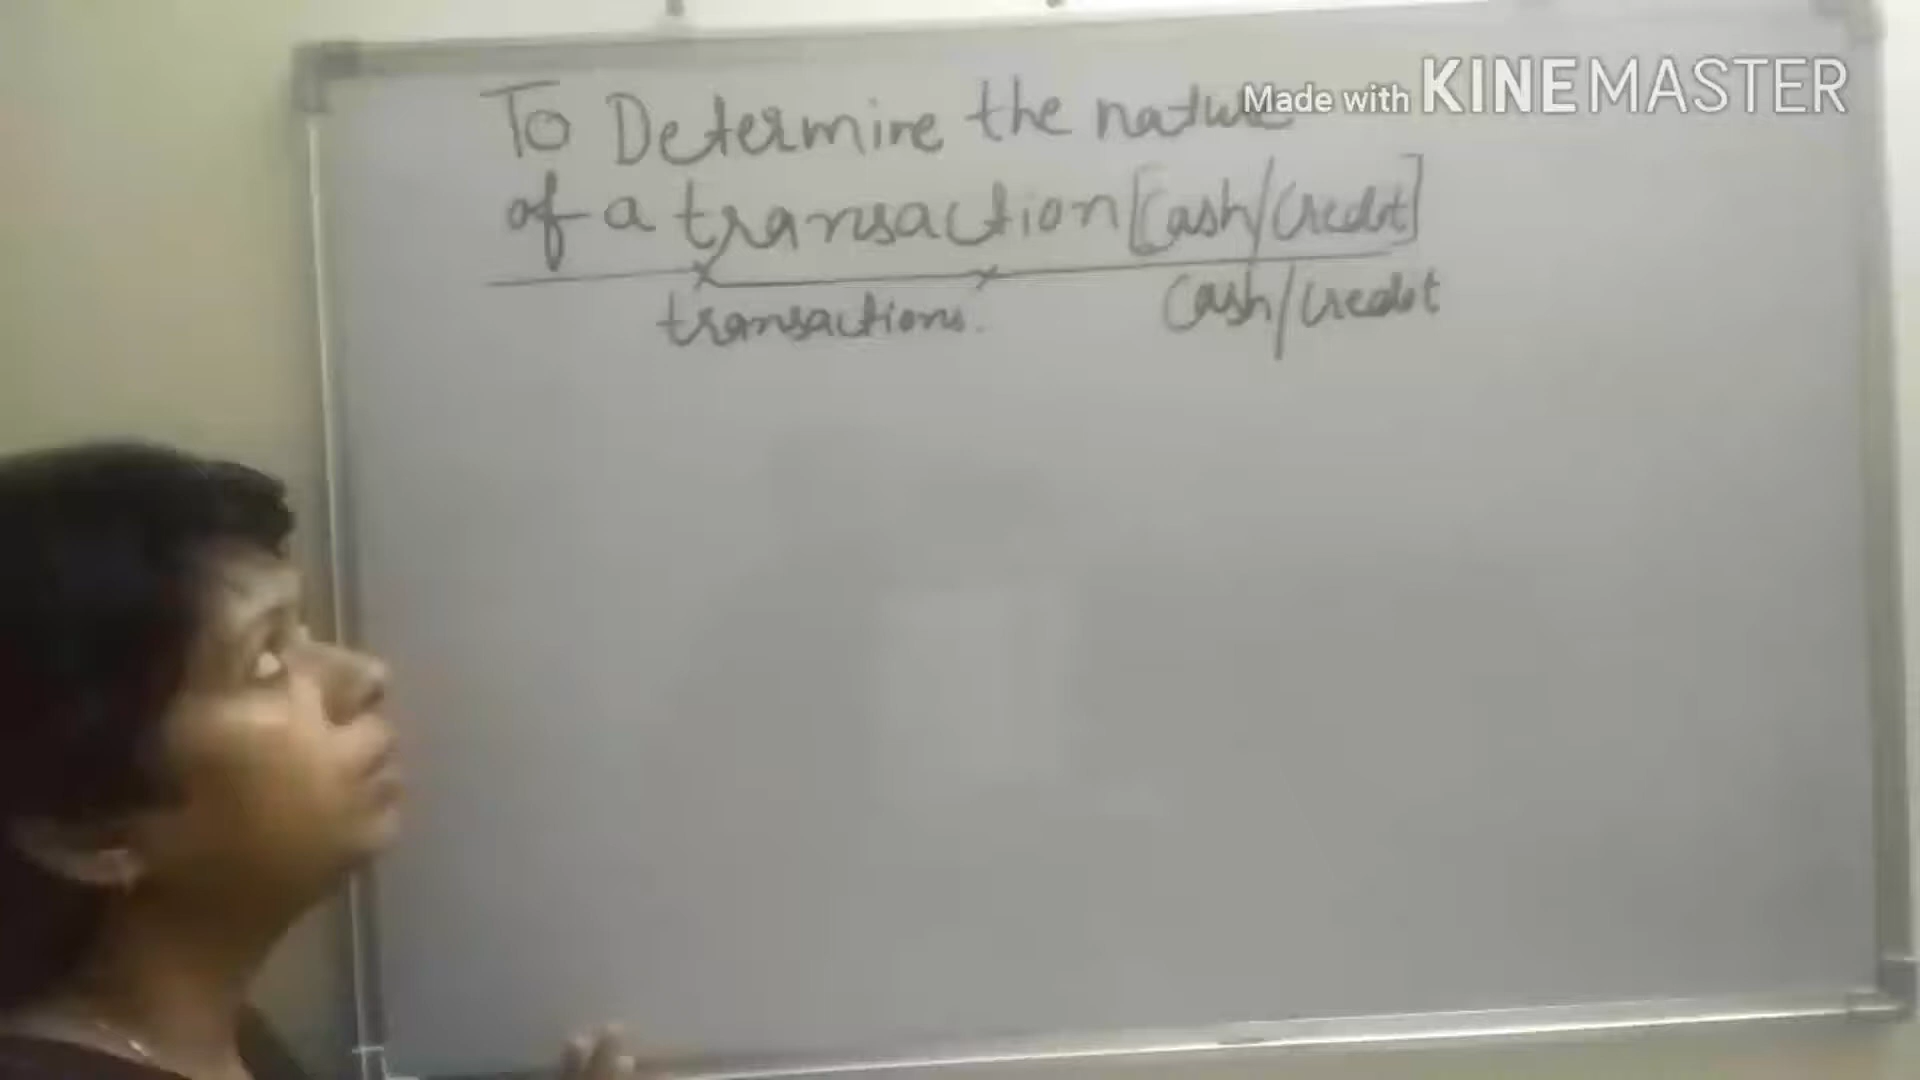 To Determine the nature
Made with KINEMASTER
of a transaction [Cash/Credit]
transactions. Cash/Credit